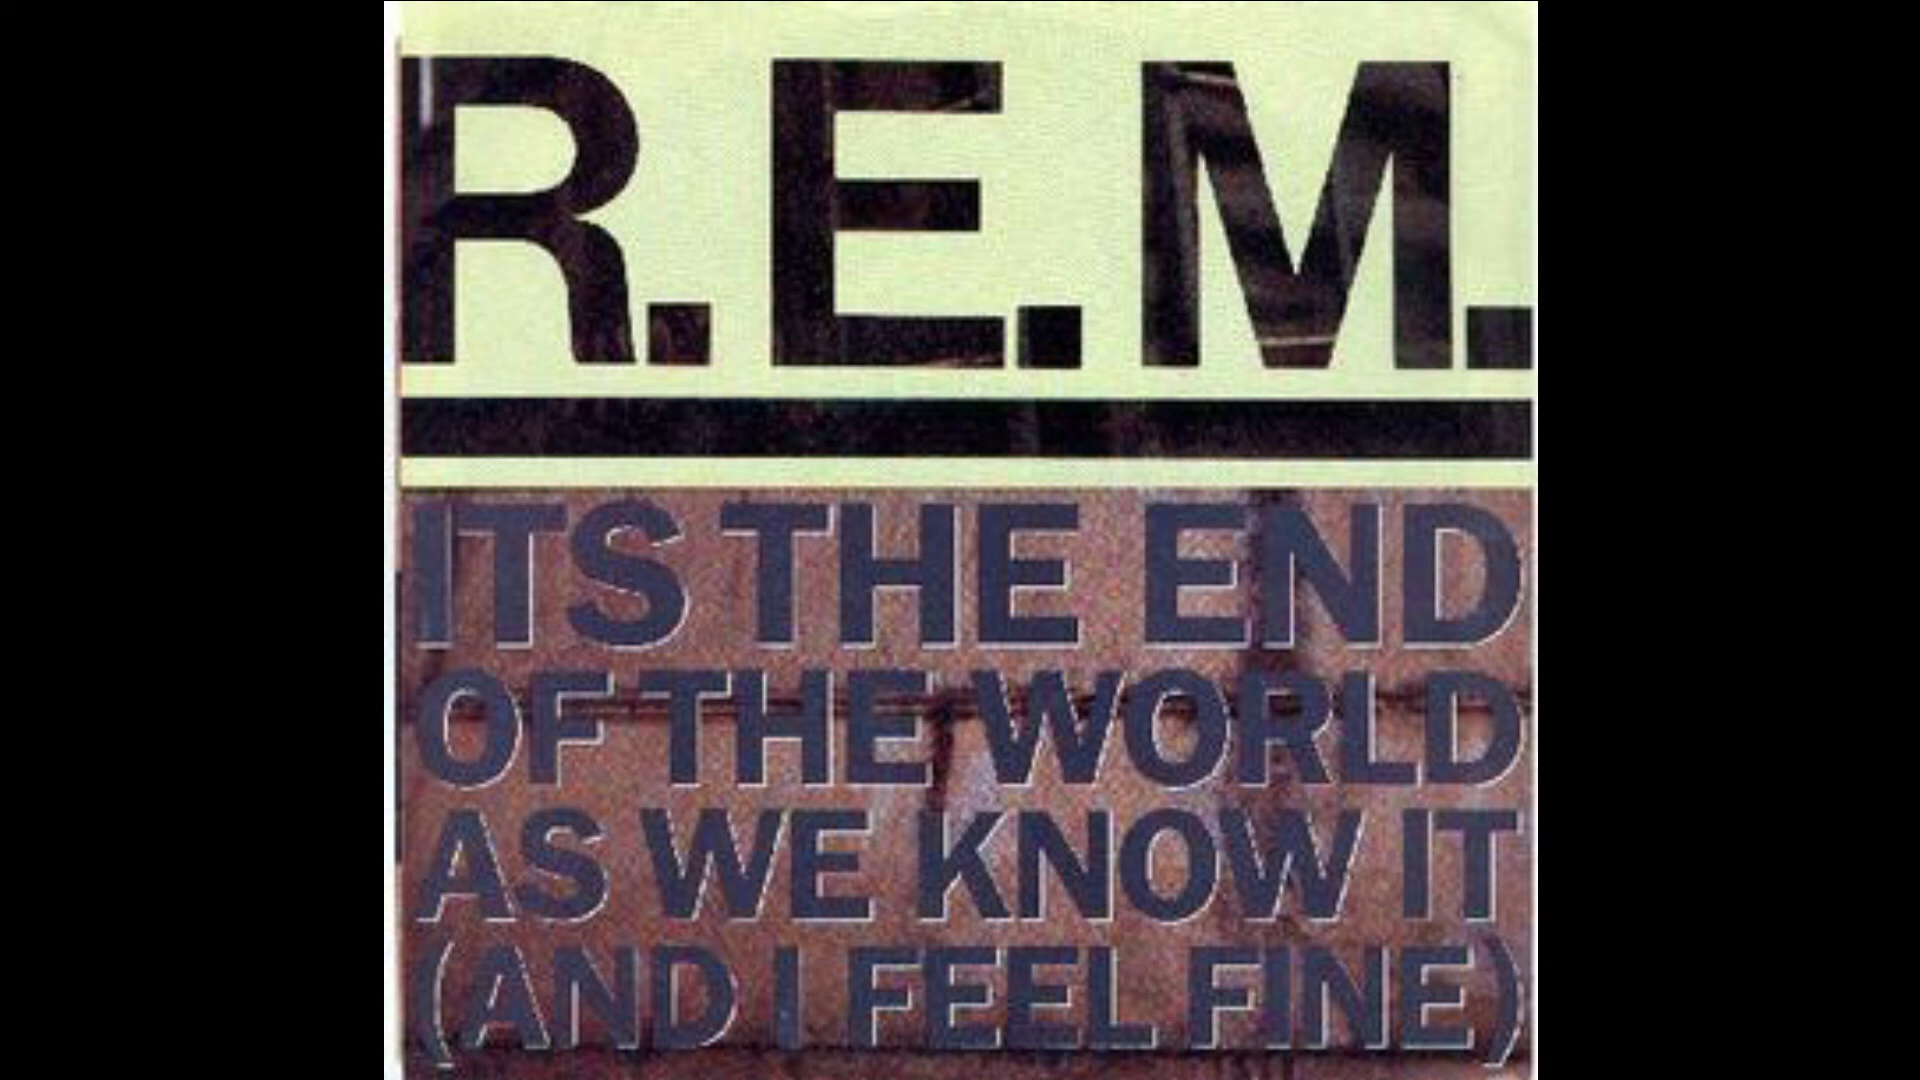 R.E.M.
ITS THE END
OF THE WORLD
AS WE KNOW IT
(AND I FEEL FINE)